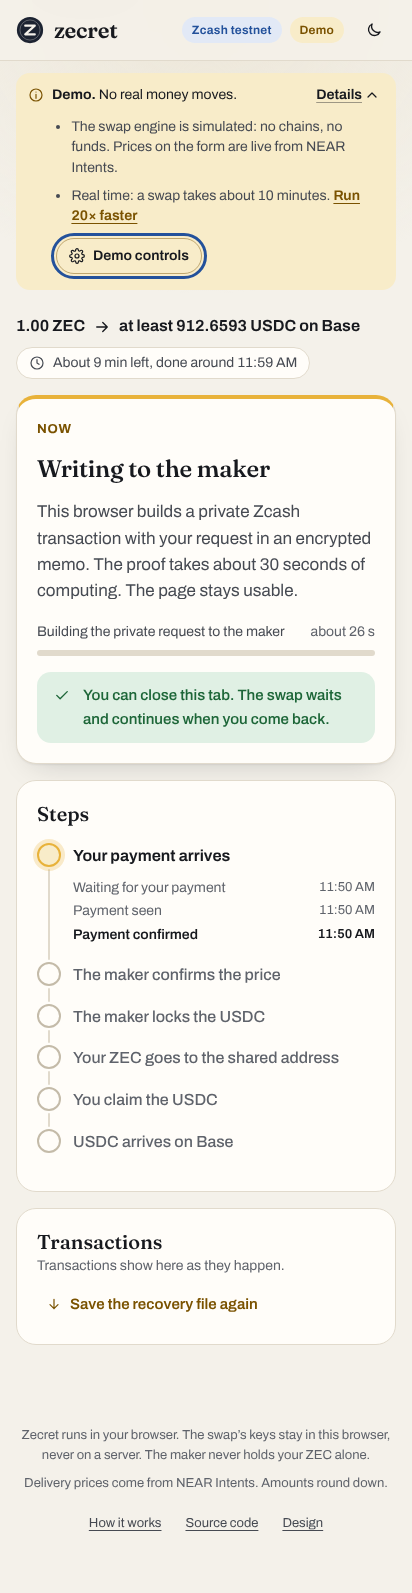 zecret
Zcash testnet
Demo
Demo. No real money moves.
Details
• The swap engine is simulated: no chains, no
funds. Prices on the form are live from NEAR
Intents.
• Real time: a swap takes about 10 minutes. Run
20× faster
Demo controls
1.00 ZEC → at least 912.6593 USDC on Base
About 9 min left, done around 11:59 AM
NOW
Writing to the maker
This browser builds a private Zcash
transaction with your request in an encrypted
memo. The proof takes about 30 seconds of
computing. The page stays usable.
Building the private request to the maker about 26 s
You can close this tab. The swap waits
and continues when you come back.
Steps
Your payment arrives
Waiting for your payment 11:50 AM
Payment seen 11:50 AM
Payment confirmed 11:50 AM
The maker confirms the price
The maker locks the USDC
Your ZEC goes to the shared address
You claim the USDC
USDC arrives on Base
Transactions
Transactions show here as they happen.
Save the recovery file again
Zecret runs in your browser. The swap's keys stay in this browser,
never on a server. The maker never holds your ZEC alone.
Delivery prices come from NEAR Intents. Amounts round down.
How it works Source code Design